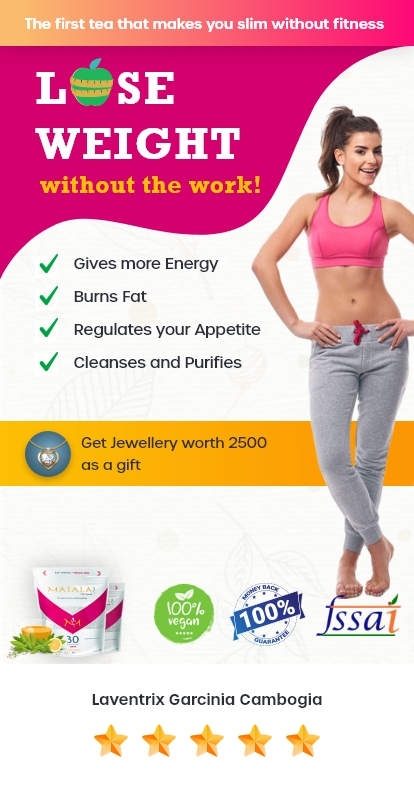 The first tea that makes you slim without fitness
LOSE
WEIGHT
without the work!
Gives more Energy
Burns Fat
Regulates your Appetite
Cleanses and Purifies
Get Jewellery worth 2500
as a gift
MASALAI
30
100%
vegan
MONEY BACK
100%
GUARANTEE
fssai
Laventrix Garcinia Cambogia